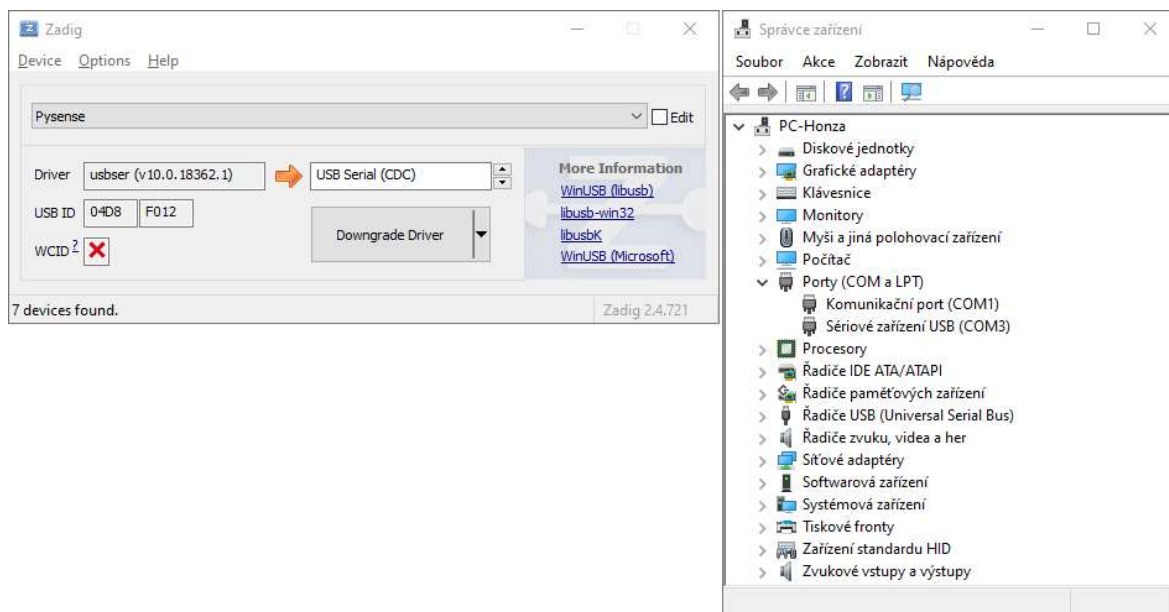 Zadig
Device Options Help
Pysense
Edit
Driver usbser (v10.0.18362.1) USB Serial (CDC)
USB ID 04D8 F012
WCID ?
Downgrade Driver
More Information
WinUSB (libusb)
libusb-win32
libusbK
WinUSB (Microsoft)
7 devices found.
Zadig 2.4.721
Správce zařízení
Soubor Akce Zobrazit Nápověda
PC-Honza
Diskové jednotky
Grafické adaptéry
Klávesnice
Monitory
Myši a jiná polohovací zařízení
Počítač
Porty (COM a LPT)
Komunikační port (COM1)
Sériové zařízení USB (COM3)
Procesory
Řadiče IDE ATA/ATAPI
Řadiče paměťových zařízení
Řadiče USB (Universal Serial Bus)
Řadiče zvuku, videa a her
Síťové adaptéry
Softwarová zařízení
Systémová zařízení
Tiskové fronty
Zařízení standardu HID
Zvukové vstupy a výstupy